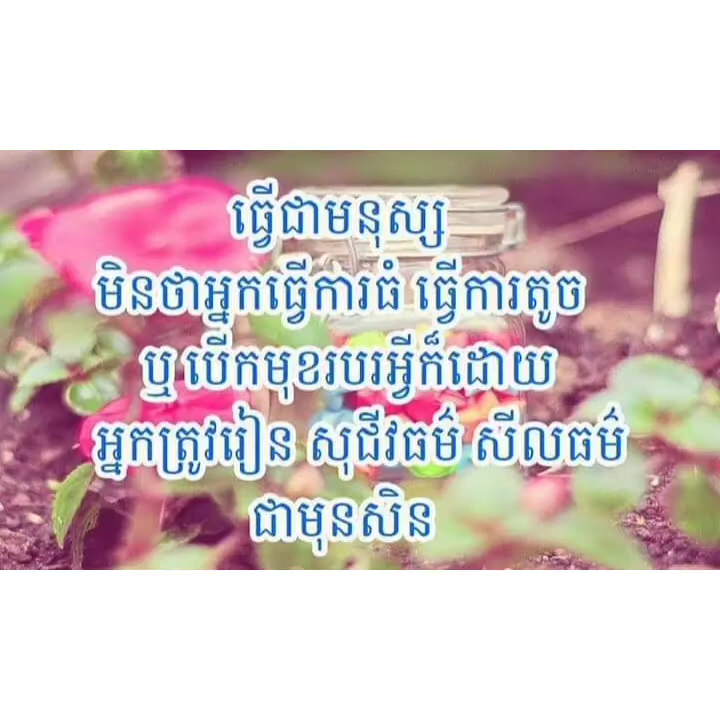 ធ្វើជាមនុស្ស
មិនថាអ្នកធ្វើការធំ ធ្វើការតូច
ឬ បើកមុខរបរអ្វីក៏ដោយ
អ្នកត្រូវរៀន សុជីវធម៌ សីលធម៌
ជាមុនសិន